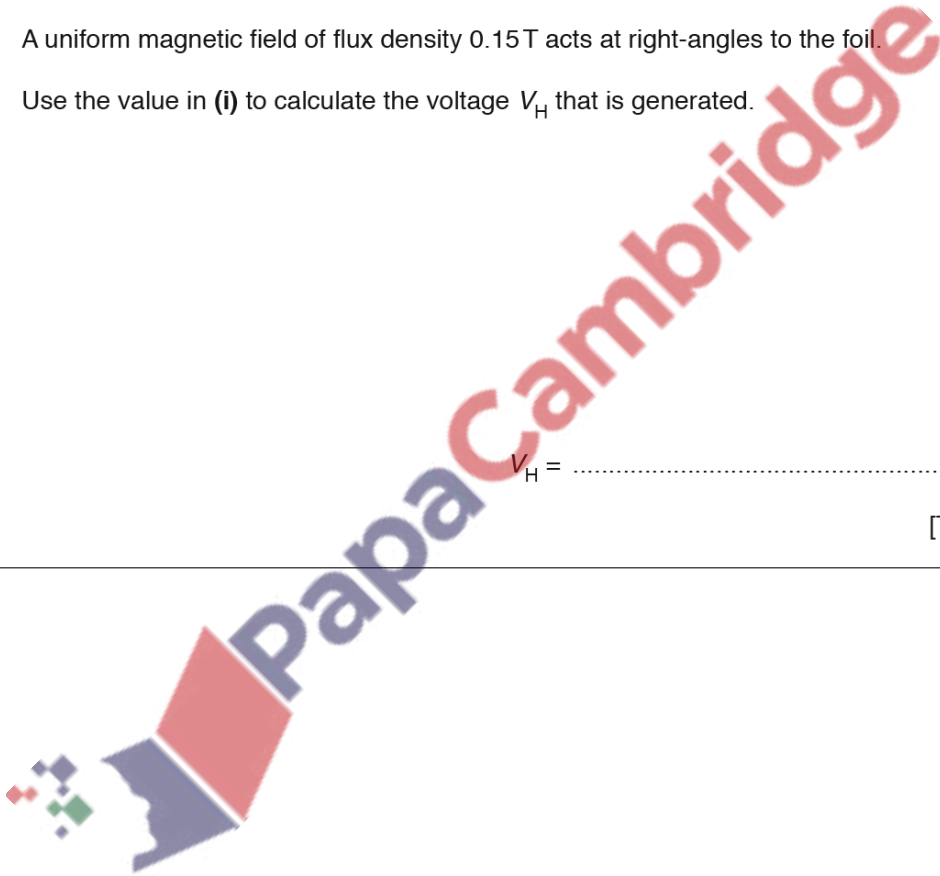 A uniform magnetic field of flux density 0.15 T acts at right-angles to the foil.
Use the value in (i) to calculate the voltage V_H that is generated.
V_H = ........................................................
[
PapaCambridge